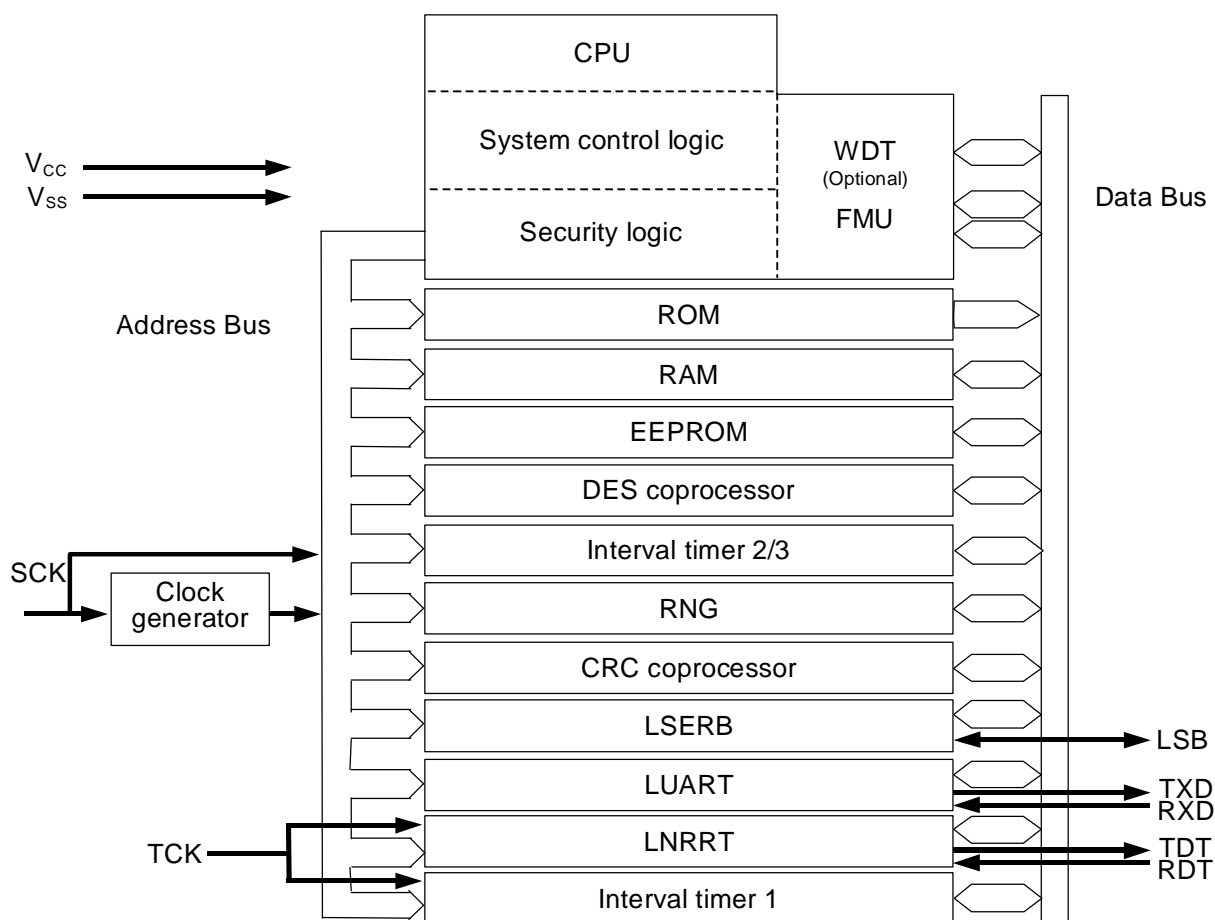 CPU
System control logic
WDT
(Optional)
FMU
Security logic
VCC
VSS
Data Bus
Address Bus
ROM
RAM
EEPROM
DES coprocessor
Interval timer 2/3
SCK
Clock
generator
RNG
CRC coprocessor
LSERB
LSB
LUART
TXD
RXD
TCK
LNRRT
TDT
RDT
Interval timer 1